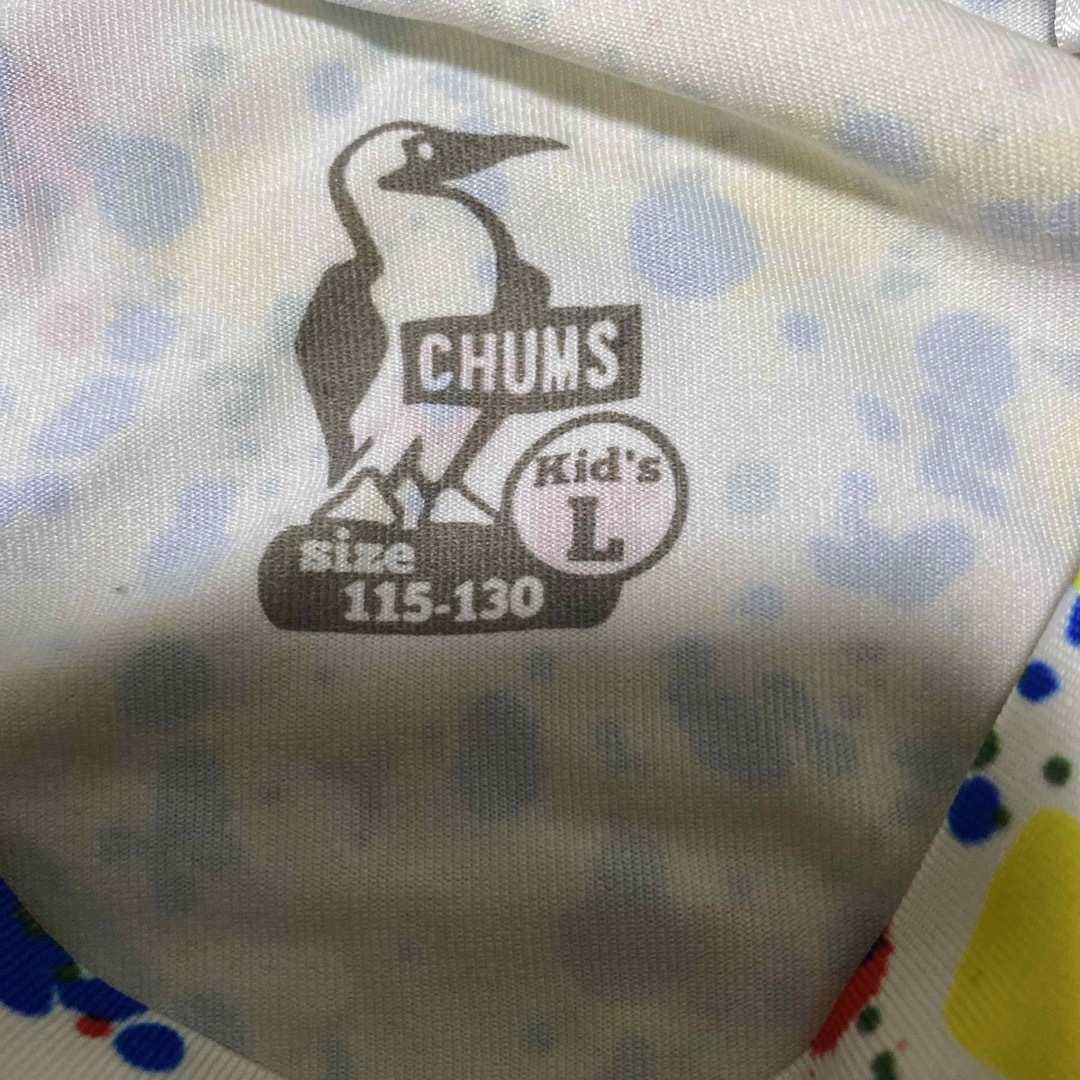 CHUMS
Kid's
L
size
115-130